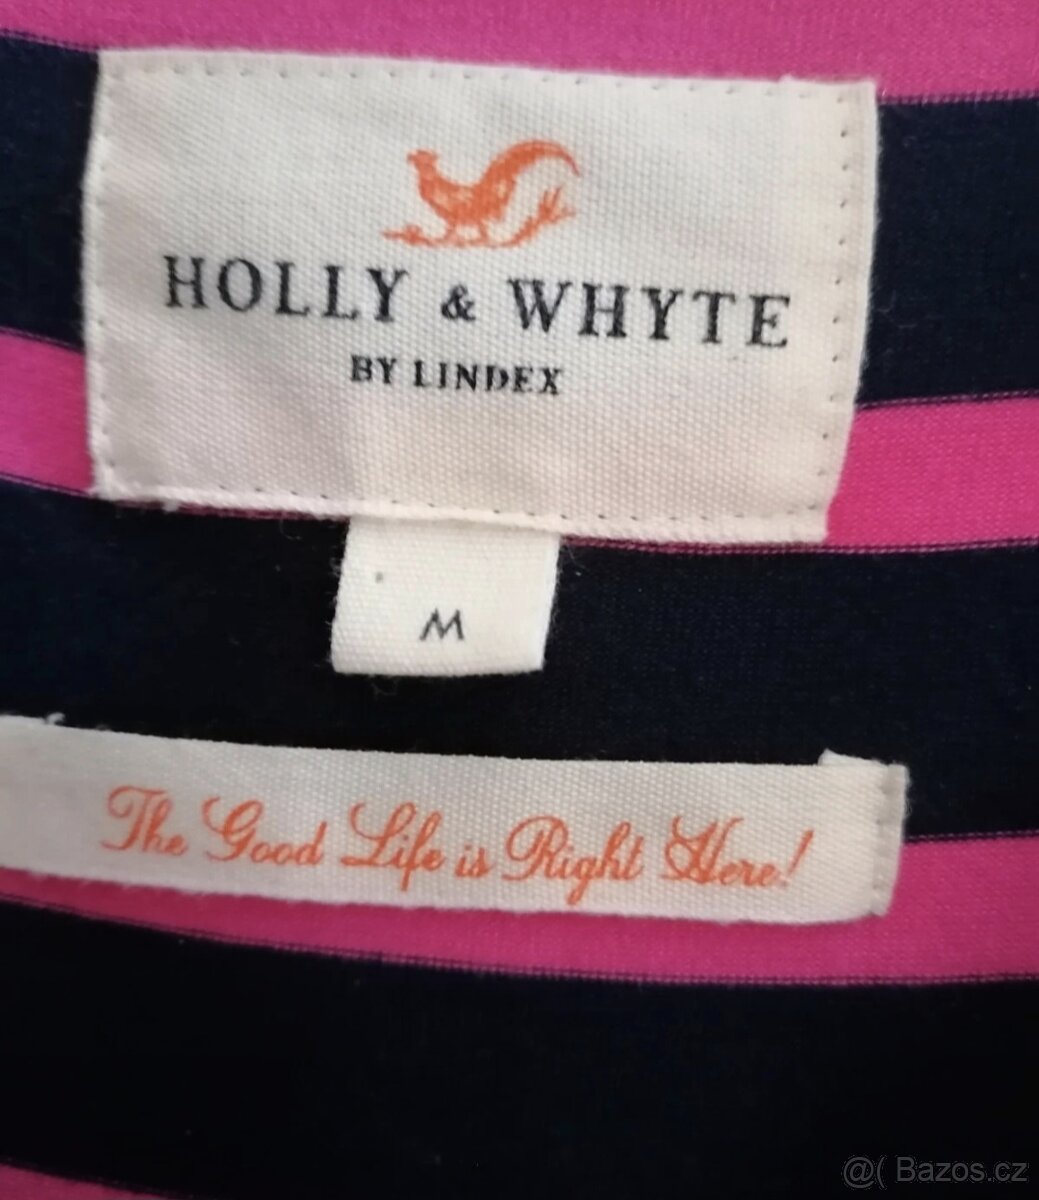 HOLLY & WHYTE
BY LINDEX
M
The Good Life is Right Here!
@( Bazos.cz